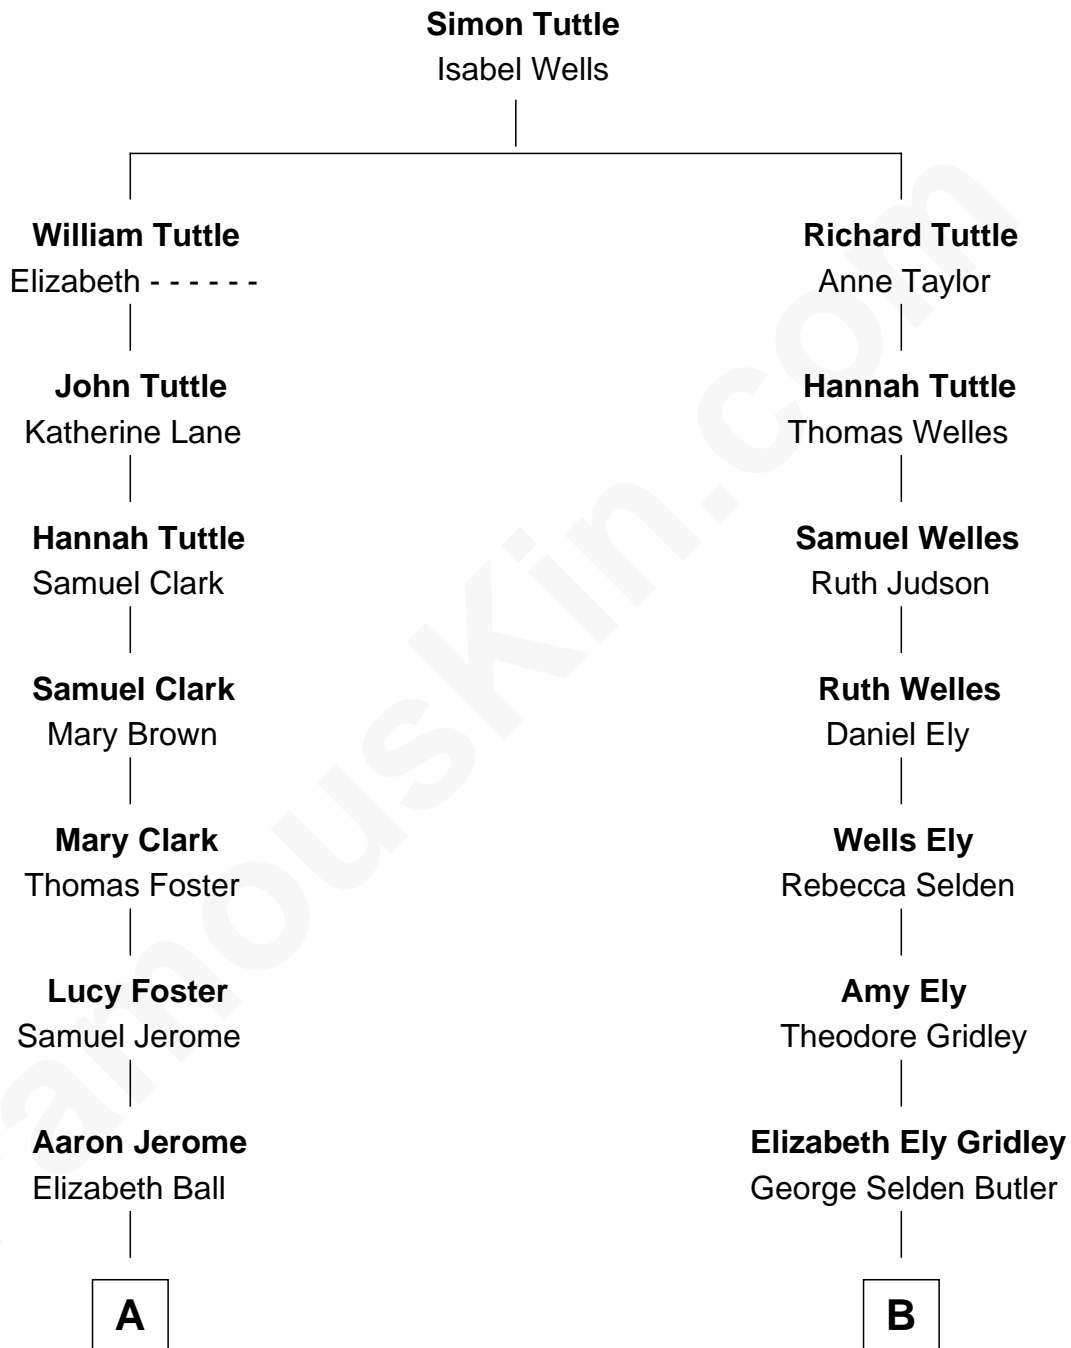 Simon Tuttle
Isabel Wells
William Tuttle
Elizabeth - - - - - -
Richard Tuttle
Anne Taylor
John Tuttle
Katherine Lane
Hannah Tuttle
Thomas Welles
Hannah Tuttle
Samuel Clark
Samuel Welles
Ruth Judson
Samuel Clark
Mary Brown
Ruth Welles
Daniel Ely
Mary Clark
Thomas Foster
Wells Ely
Rebecca Selden
Lucy Foster
Samuel Jerome
Amy Ely
Theodore Gridley
Aaron Jerome
Elizabeth Ball
Elizabeth Ely Gridley
George Selden Butler
A
B
FamousKin.com